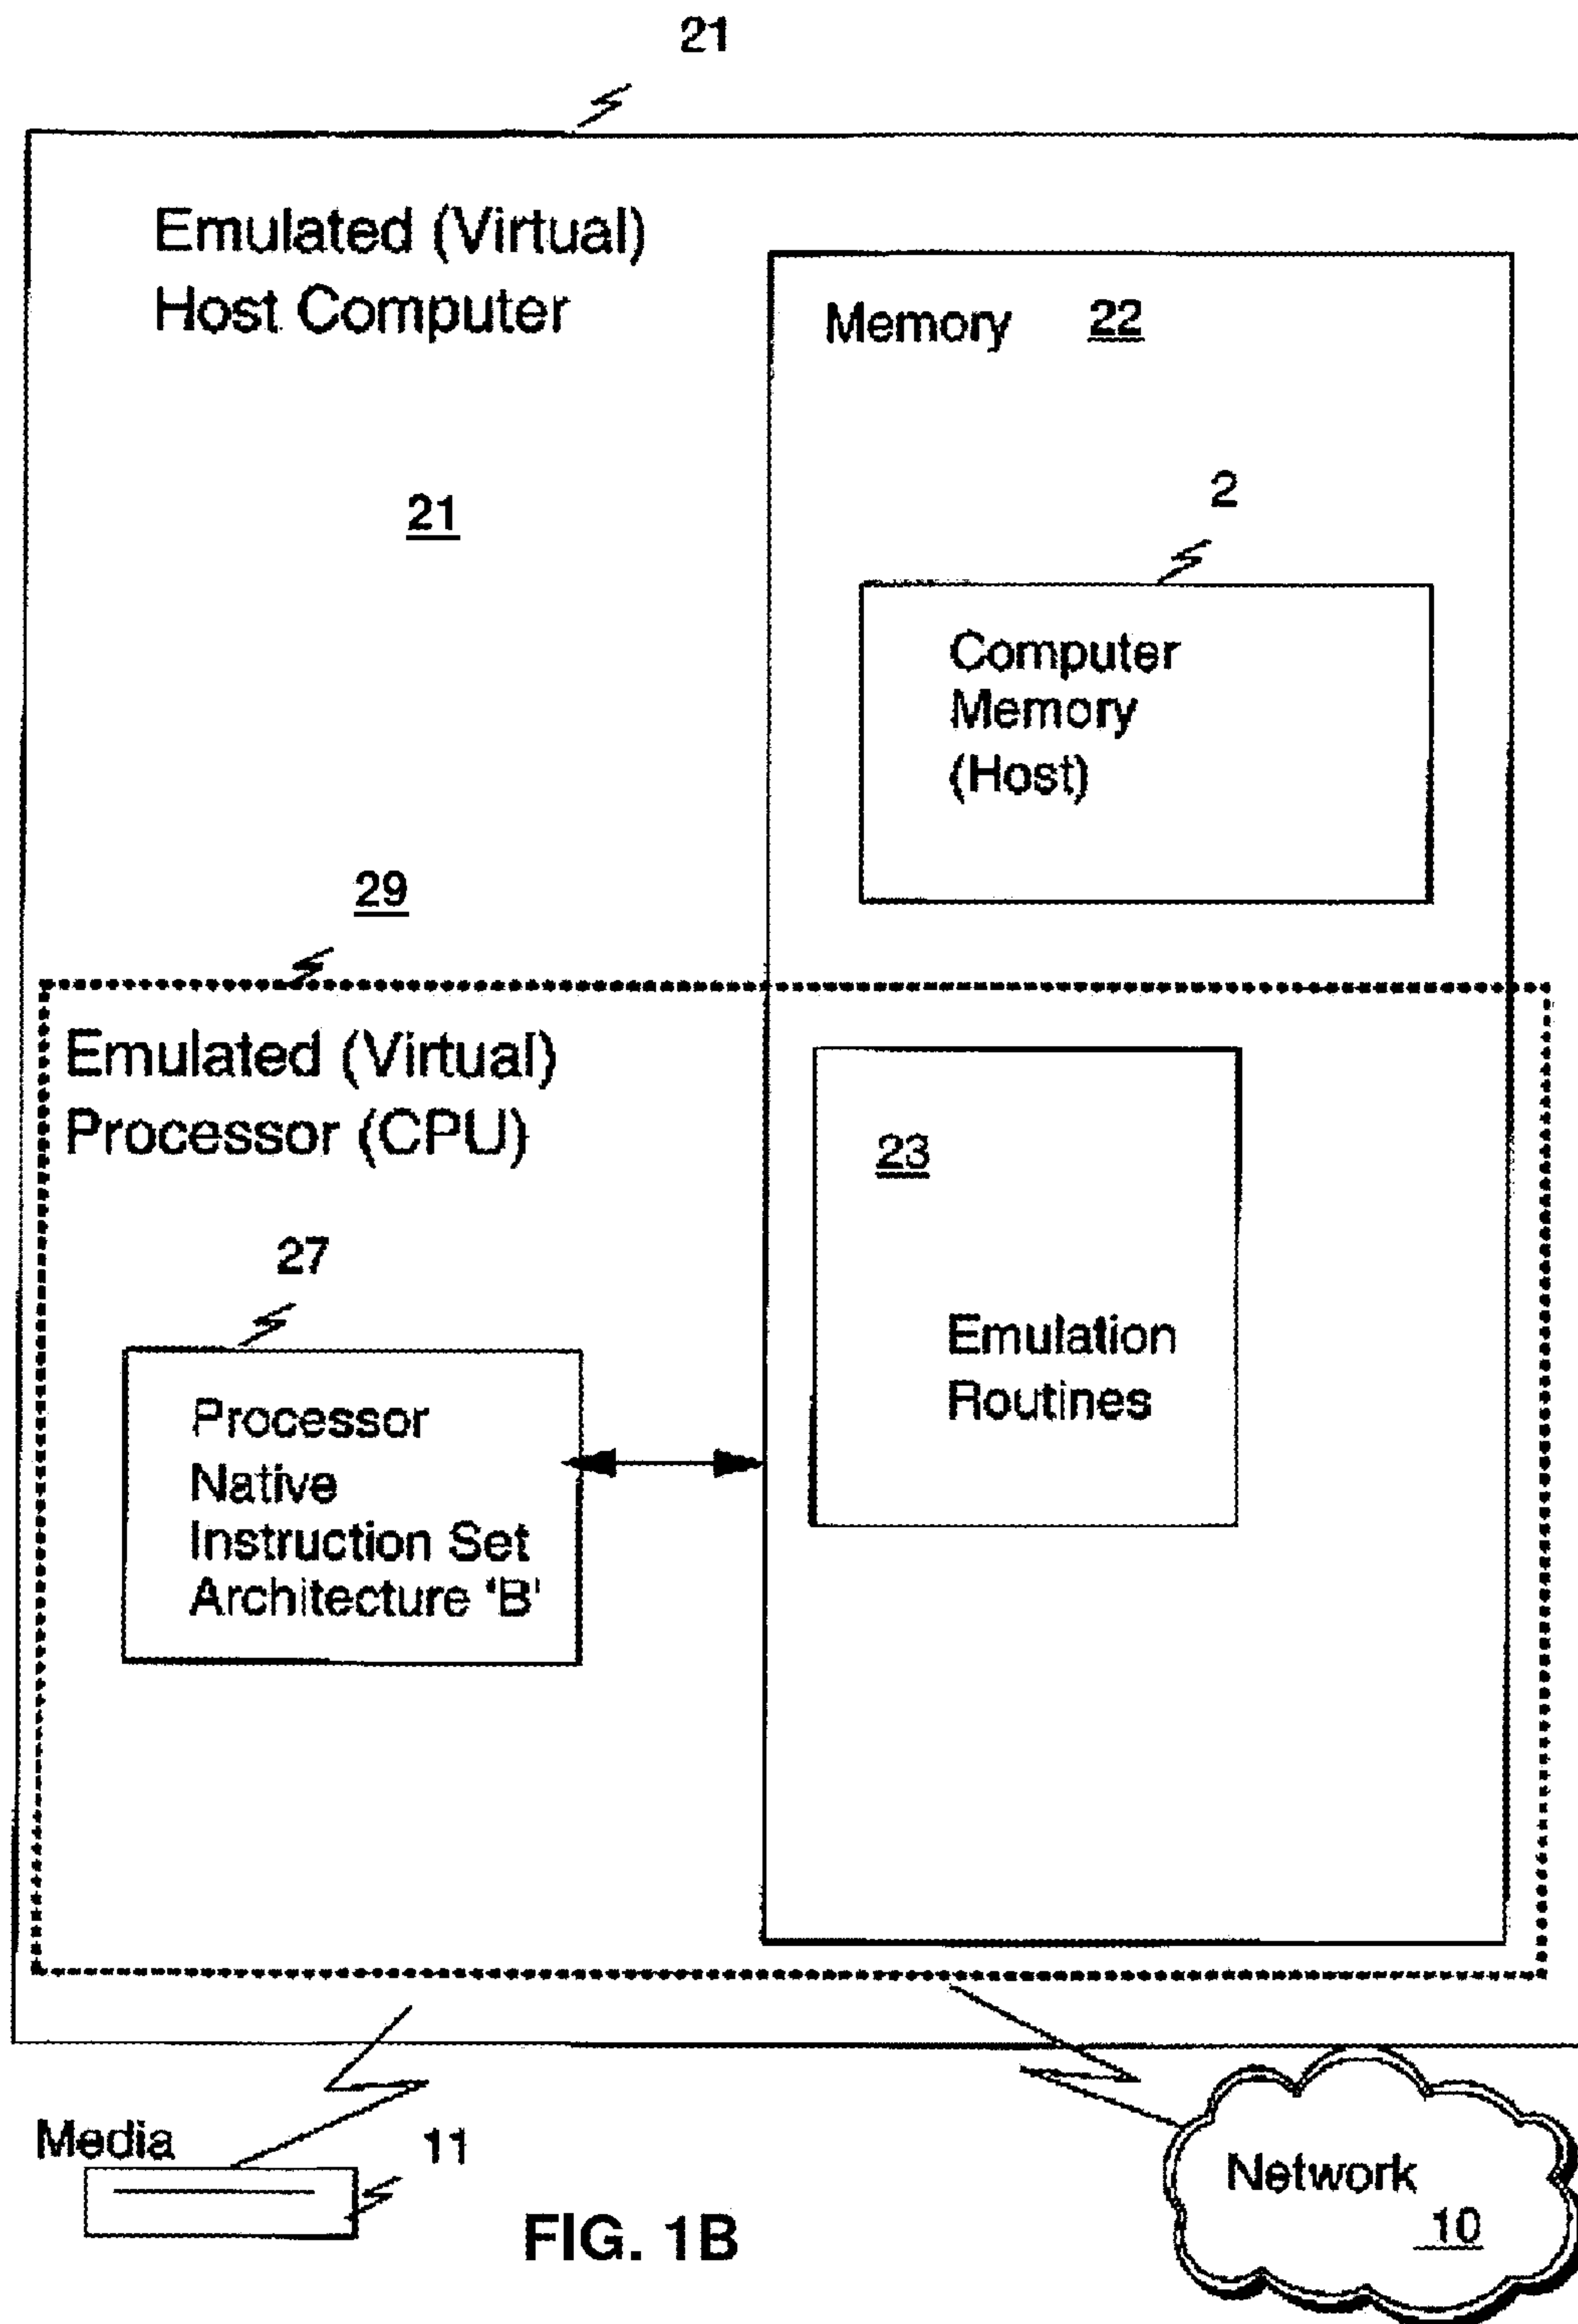 21
Emulated (Virtual)
Host Computer
Memory 22
21
2
Computer
Memory
(Host)
29
Emulated (Virtual)
Processor (CPU)
23
27
Emulation
Routines
Processor
Native
Instruction Set
Architecture 'B'
Media
11
Network
10
FIG. 1B